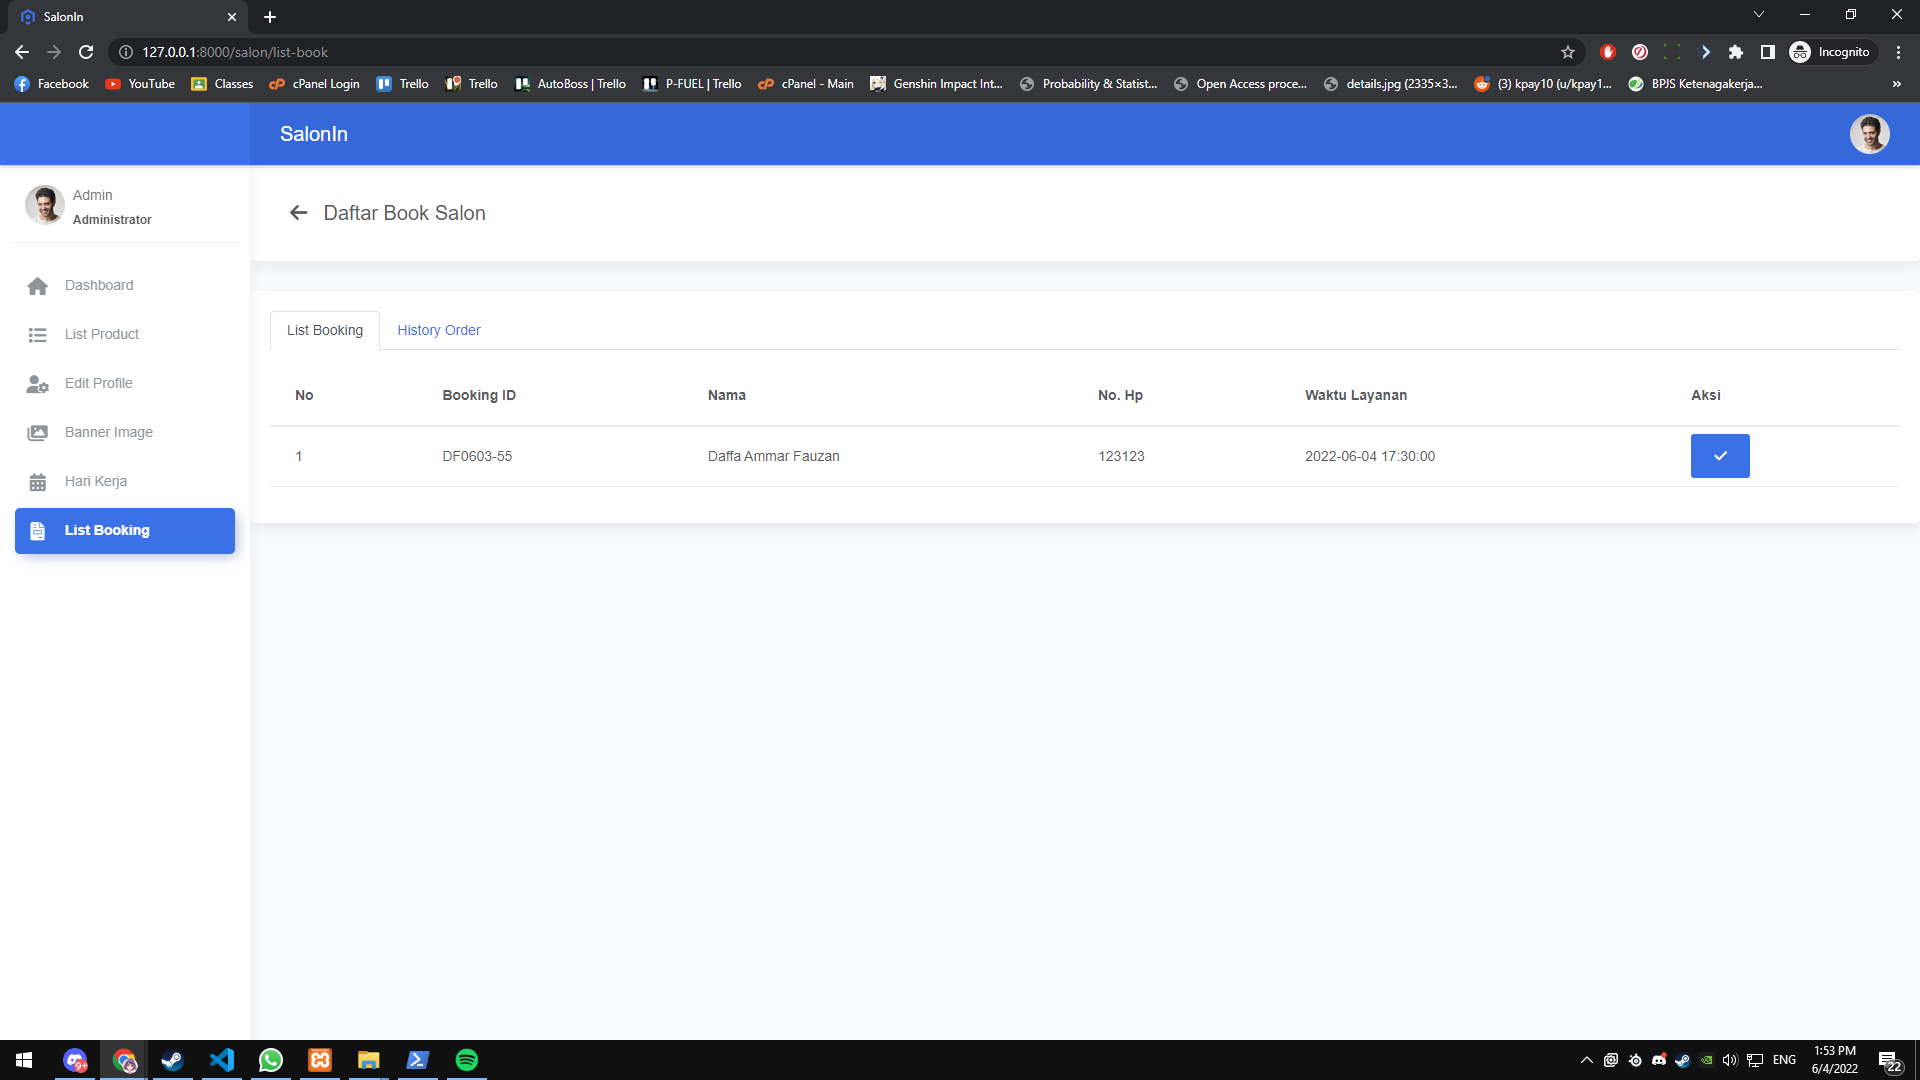 SalonIn
127.0.0.1:8000/salon/list-book
Incognito
Facebook
YouTube
Classes
cPanel Login
Trello
Trello
AutoBoss | Trello
P-FUEL | Trello
cPanel - Main
Genshin Impact Int...
Probability & Statist...
Open Access proce...
details.jpg (2335×3...
(3) kpay10 (u/kpay1...
BPJS Ketenagakerja...
»
SalonIn
Admin
Administrator
Daftar Book Salon
Dashboard
List Product
Edit Profile
Banner Image
Hari Kerja
List Booking
List Booking History Order
No Booking ID Nama No. Hp Waktu Layanan Aksi
1 DF0603-55 Daffa Ammar Fauzan 123123 2022-06-04 17:30:00
9+
ENG
1:53 PM
6/4/2022
22